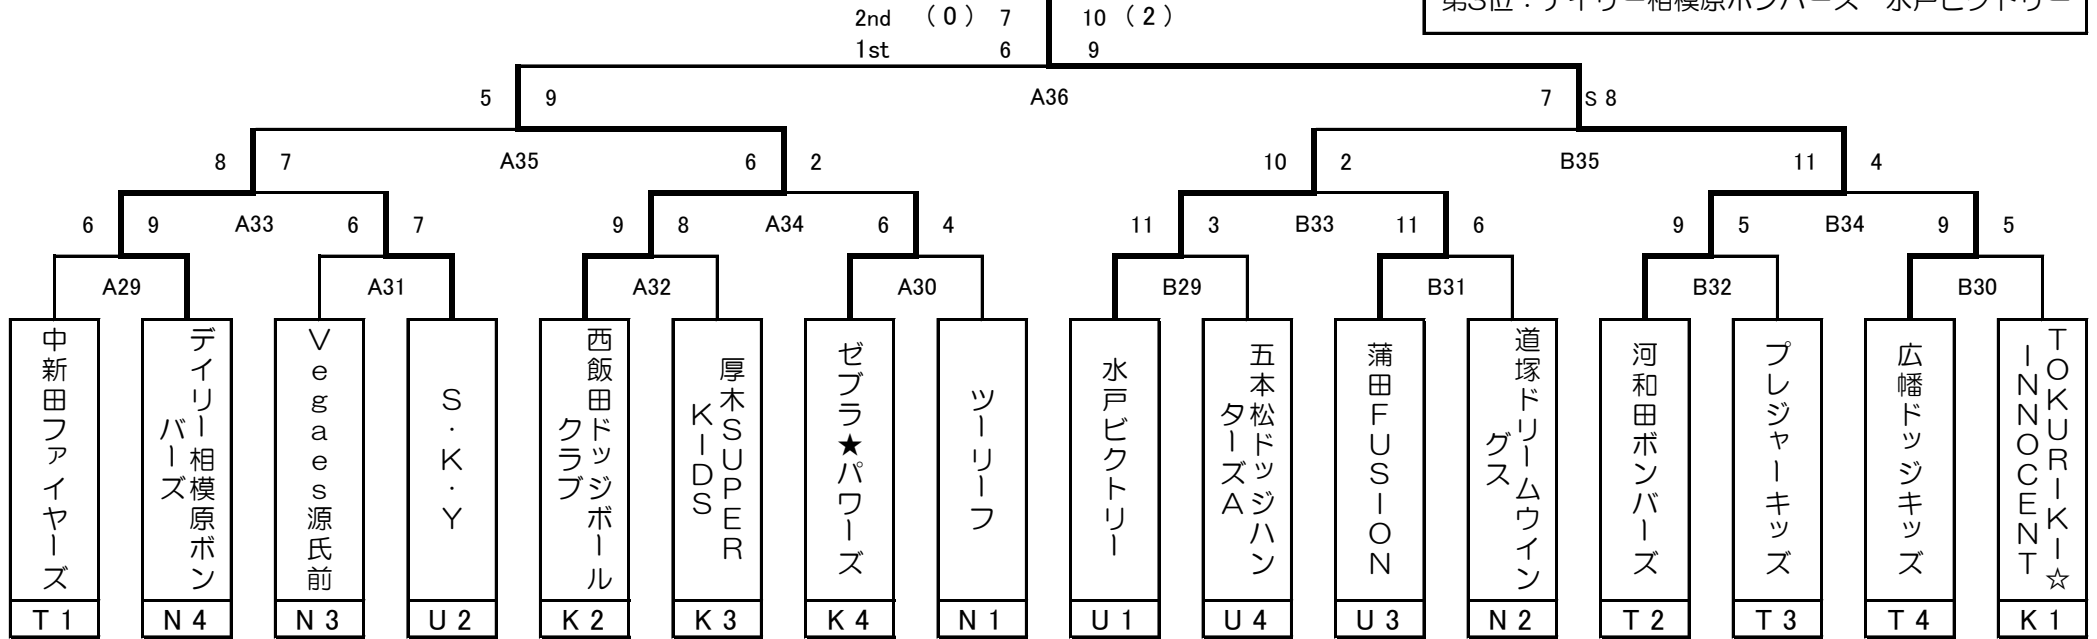 2nd （0） 7 10 （2）
第3位：デイリー相模原ボンバーズ 水戸ビクトリー
1st 6 9
5 9 A36 7 S 8
8 7 A35 6 2 10 2 B35 11 4
6 9 A33 6 7 9 8 A34 6 4 11 3 B33 11 6 9 5 B34 9 5
A29 A31 A32 A30 B29 B31 B32 B30
中新田ファイヤーズ
デイリー相模原ボン
バーズ
Vegaes源氏前
S・K・Y
西飯田ドッジボール
クラブ
厚木SUPER
KIDS
ゼブラ★パワーズ
ツーリーフ
水戸ビクトリー
五本松ドッジハン
ターズA
蒲田FUSION
道塚ドリームウイン
グス
河和田ボンバーズ
プレジャーキッズ
広幡ドッジキッズ
TOKURIKI☆
INNOCENT
T1 N4 N3 U2 K2 K3 K4 N1 U1 U4 U3 N2 T2 T3 T4 K1